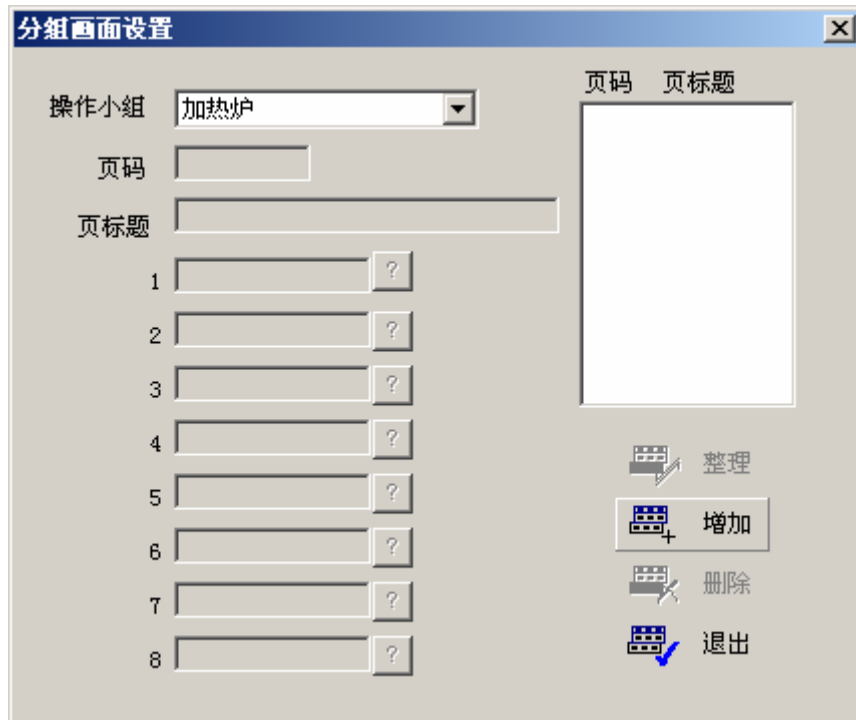 分组画面设置
操作小组 加热炉
页码
页标题
1 ?
2 ?
3 ?
4 ?
5 ?
6 ?
7 ?
8 ?
页码 页标题
整理
增加
删除
退出